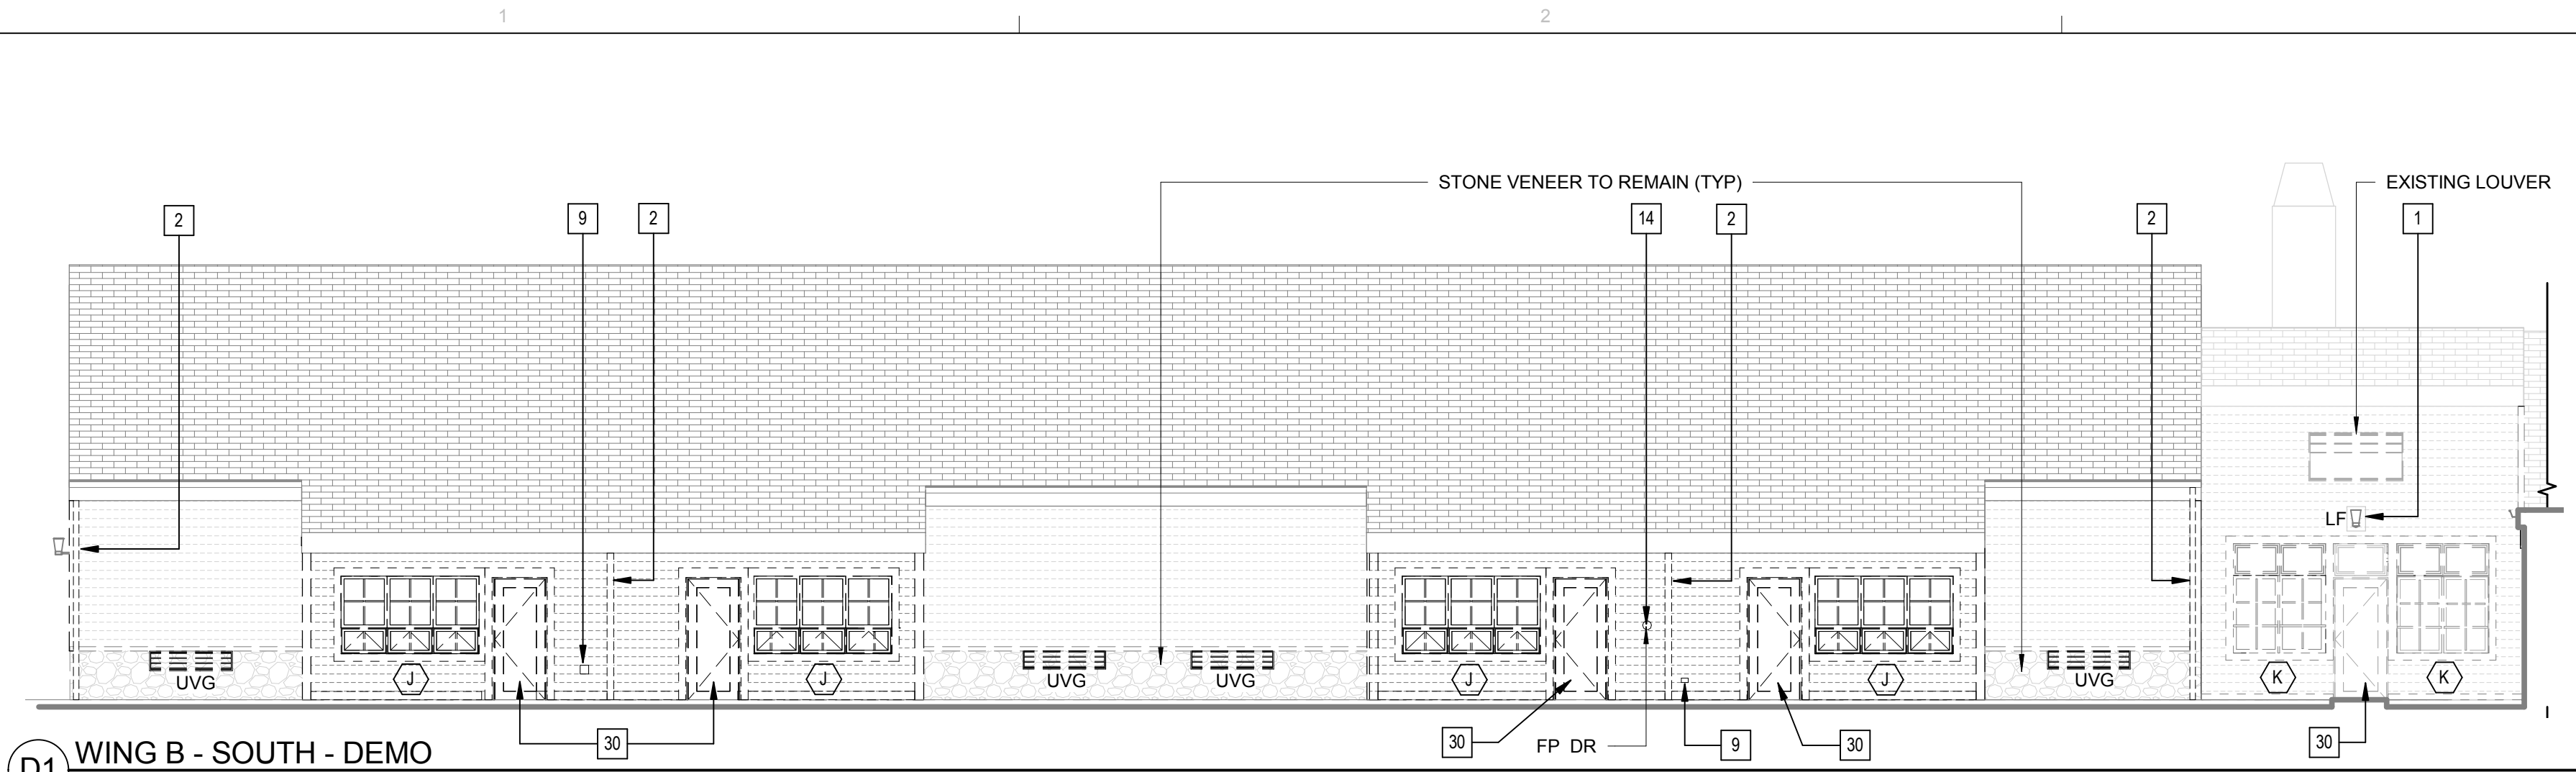 1
2
STONE VENEER TO REMAIN (TYP)
EXISTING LOUVER
2
9
2
14
2
2
1
LF
UVG
J
J
UVG
UVG
J
J
UVG
K
K
30
30
FP DR
9
30
30
D1
WING B - SOUTH - DEMO